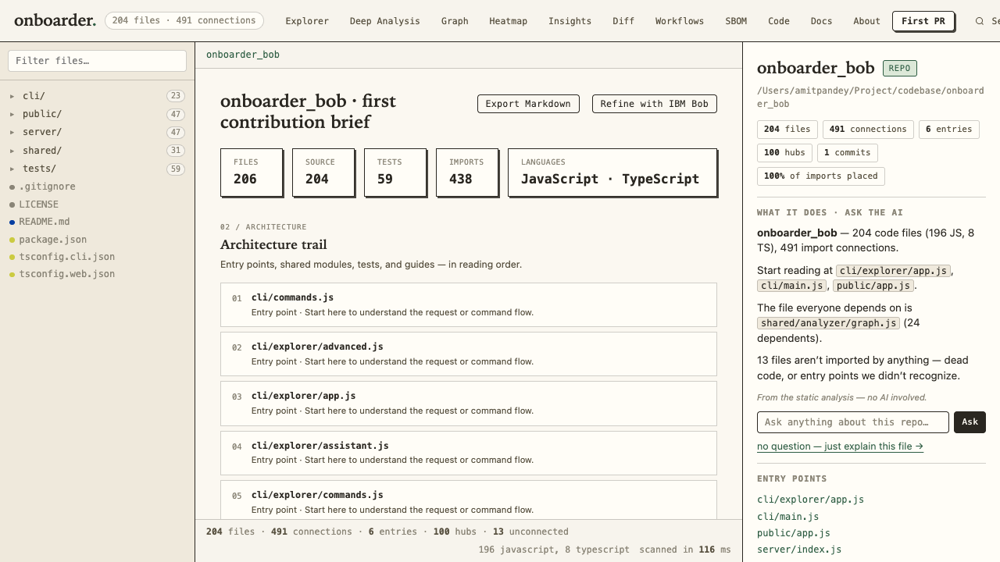 onboarder.
204 files · 491 connections
Explorer
Deep Analysis
Graph
Heatmap
Insights
Diff
Workflows
SBOM
Code
Docs
About
First PR
Se
Filter files…
▸ cli/ 23
▸ public/ 47
▸ server/ 47
▸ shared/ 31
▸ tests/ 59
.gitignore
LICENSE
README.md
package.json
tsconfig.cli.json
tsconfig.web.json
onboarder_bob
onboarder_bob · first
contribution brief
Export Markdown
Refine with IBM Bob
FILES
206
SOURCE
204
TESTS
59
IMPORTS
438
LANGUAGES
JavaScript · TypeScript
02 / ARCHITECTURE
Architecture trail
Entry points, shared modules, tests, and guides — in reading order.
01 cli/commands.js
Entry point · Start here to understand the request or command flow.
02 cli/explorer/advanced.js
Entry point · Start here to understand the request or command flow.
03 cli/explorer/app.js
Entry point · Start here to understand the request or command flow.
04 cli/explorer/assistant.js
Entry point · Start here to understand the request or command flow.
05 cli/explorer/commands.js
Entry point · Start here to understand the request or command flow.
204 files · 491 connections · 6 entries · 100 hubs · 13 unconnected
196 javascript, 8 typescript scanned in 116 ms
onboarder_bob REPO
/Users/amitpandey/Project/codebase/onboard
er_bob
204 files
491 connections
6 entries
100 hubs
1 commits
100% of imports placed
WHAT IT DOES · ASK THE AI
onboarder_bob — 204 code files (196 JS, 8
TS), 491 import connections.
Start reading at cli/explorer/app.js,
cli/main.js, public/app.js.
The file everyone depends on is
shared/analyzer/graph.js (24
dependents).
13 files aren’t imported by anything — dead
code, or entry points we didn’t recognize.
From the static analysis — no AI involved.
Ask anything about this repo…
Ask
no question — just explain this file →
ENTRY POINTS
cli/explorer/app.js
cli/main.js
public/app.js
server/index.js